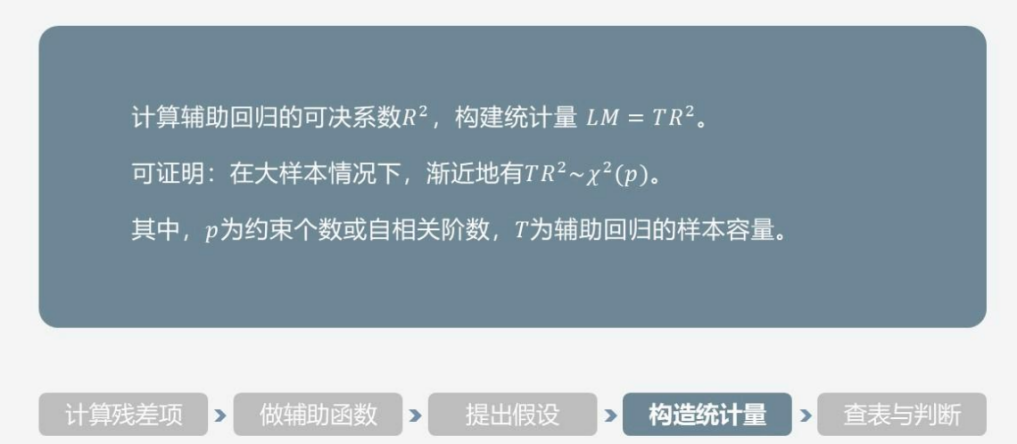 计算辅助回归的可决系数R²，构建统计量 LM = TR²。
可证明：在大样本情况下，渐近地有TR²~χ²(p)。
其中，p为约束个数或自相关阶数，T为辅助回归的样本容量。
计算残差项 > 做辅助函数 > 提出假设 > 构造统计量 > 查表与判断